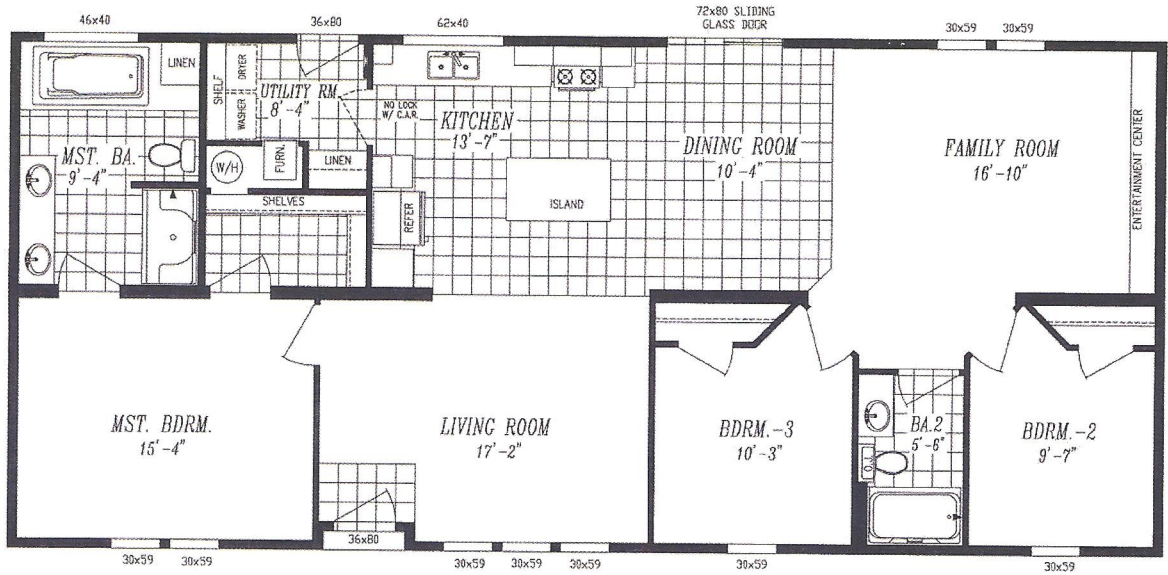 46x40
36x80
62x40
72x80 SLIDING
GLASS DOOR
30x59
30x59
LINEN
SHELF
DRYER
WASHER
UTILITY RM.
8'-4"
NO LOCK
W/ C.A.R.
KITCHEN
13'-7"
DINING ROOM
10'-4"
FAMILY ROOM
16'-10"
ENTERTAINMENT CENTER
MST. BA.
9'-4"
W/H
FURN.
LINEN
ISLAND
SHELVES
REFER
MST. BDRM.
15'-4"
LIVING ROOM
17'-2"
BDRM.-3
10'-3"
BA.2
5'-6"
BDRM.-2
9'-7"
36x80
30x59
30x59
30x59
30x59
30x59
30x59
30x59